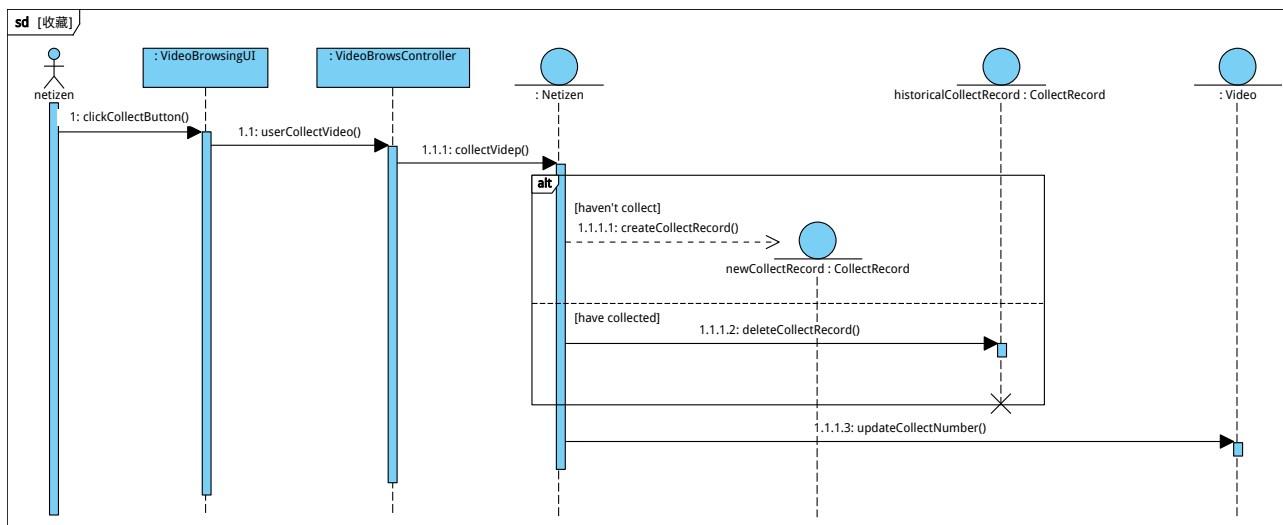 sd [收藏]
netizen
: VideoBrowsingUI
: VideoBrowsController
: Netizen
historicalCollectRecord : CollectRecord
: Video
1: clickCollectButton()
1.1: userCollectVideo()
1.1.1: collectVidep()
alt
[haven't collect]
1.1.1.1: createCollectRecord()
newCollectRecord : CollectRecord
[have collected]
1.1.1.2: deleteCollectRecord()
1.1.1.3: updateCollectNumber()